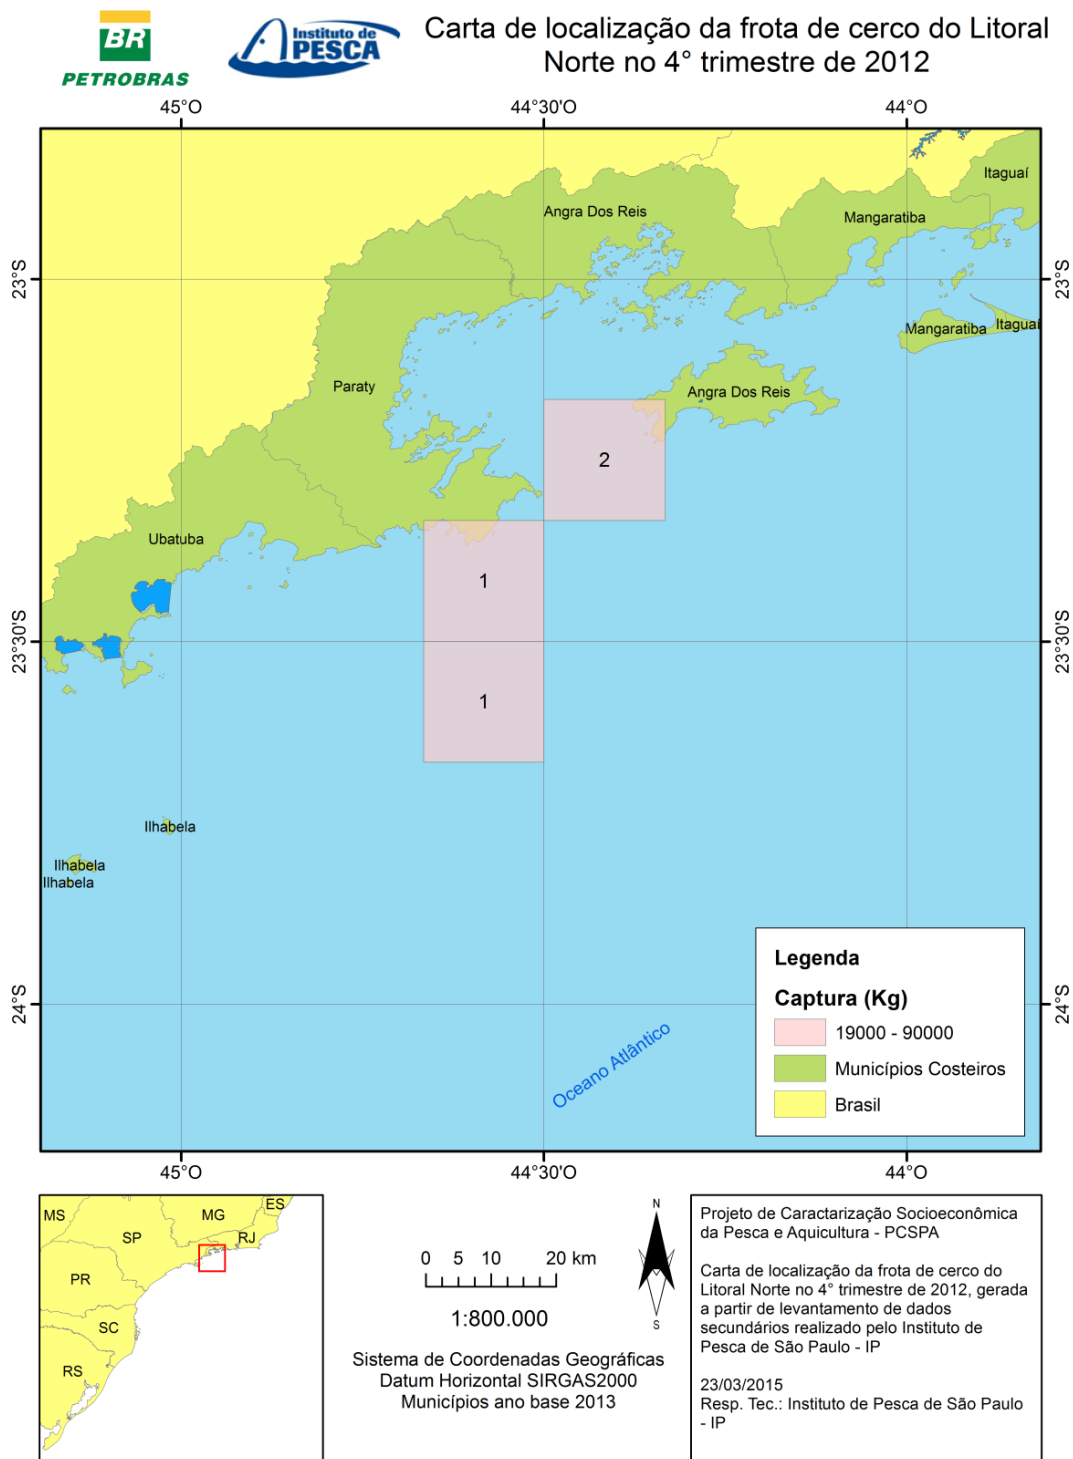 BR
PETROBRAS
Instituto de
PESCA
Carta de localização da frota de cerco do Litoral
Norte no 4° trimestre de 2012
45°O
44°30'O
44°O
23°S
23°S
23°30'S
23°30'S
24°S
24°S
Itaguaí
Angra Dos Reis
Mangaratiba
Mangaratiba
Itaguaí
Paraty
Angra Dos Reis
2
Ubatuba
1
1
Ilhabela
Ilhabela
Ilhabela
Oceano Atlântico
Legenda
Captura (Kg)
19000 - 90000
Municípios Costeiros
Brasil
45°O
44°30'O
44°O
MS
MG
ES
SP
RJ
PR
SC
RS
0 5 10 20 km
1:800.000
Sistema de Coordenadas Geográficas
Datum Horizontal SIRGAS2000
Municípios ano base 2013
N
S
Projeto de Caractarização Socioeconômica
da Pesca e Aquicultura - PCSPA
Carta de localização da frota de cerco do
Litoral Norte no 4° trimestre de 2012, gerada
a partir de levantamento de dados
secundários realizado pelo Instituto de
Pesca de São Paulo - IP
23/03/2015
Resp. Tec.: Instituto de Pesca de São Paulo
- IP